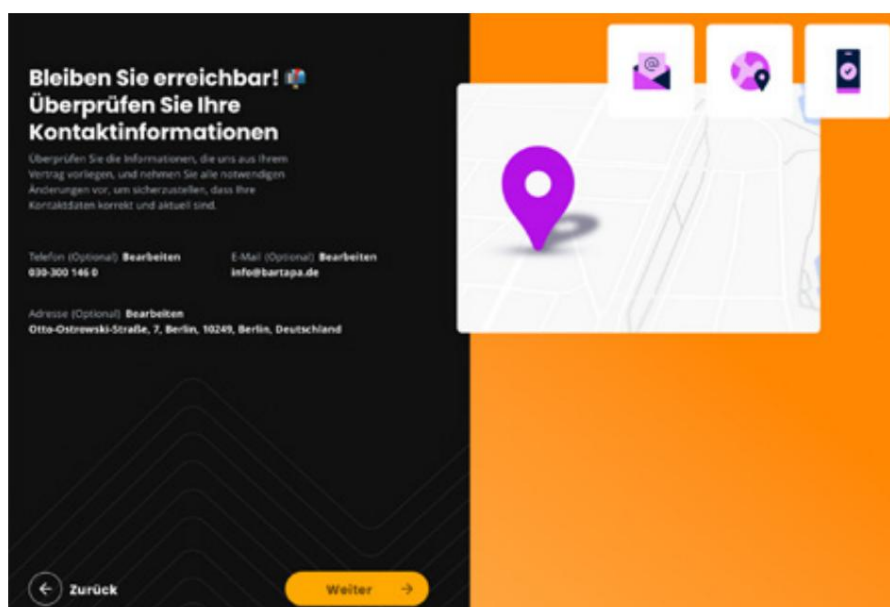 Bleiben Sie erreichbar! 📬
Überprüfen Sie Ihre
Kontaktinformationen
Überprüfen Sie die Informationen, die uns aus Ihrem
Vertrag vorliegen, und nehmen Sie alle notwendigen
Änderungen vor, um sicherzustellen, dass Ihre
Kontaktdaten korrekt und aktuell sind.
Telefon (Optional) Bearbeiten
030-300 146 0
E-Mail (Optional) Bearbeiten
info@bartapa.de
Adresse (Optional) Bearbeiten
Otto-Ostrowski-Straße, 7, Berlin, 10249, Berlin, Deutschland
Zurück
Weiter
@